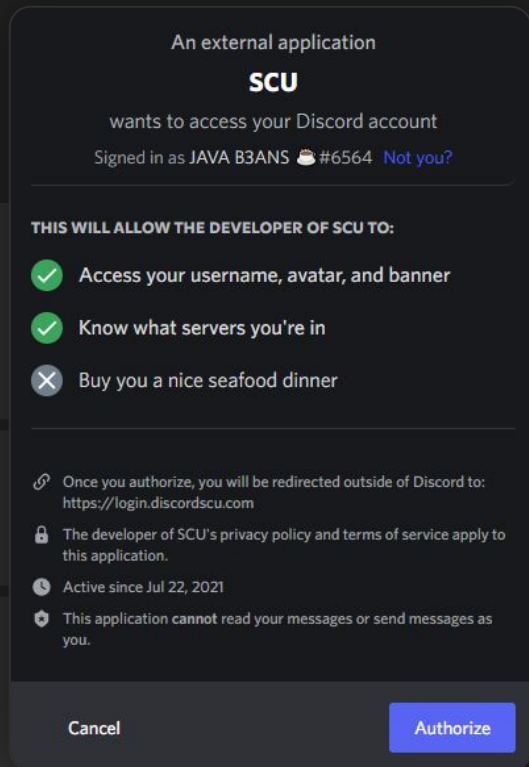 An external application
SCU
wants to access your Discord account
Signed in as JAVA B3ANS ☕#6564 Not you?
THIS WILL ALLOW THE DEVELOPER OF SCU TO:
Access your username, avatar, and banner
Know what servers you're in
Buy you a nice seafood dinner
Once you authorize, you will be redirected outside of Discord to:
https://login.discordscu.com
The developer of SCU's privacy policy and terms of service apply to
this application.
Active since Jul 22, 2021
This application cannot read your messages or send messages as
you.
Cancel
Authorize